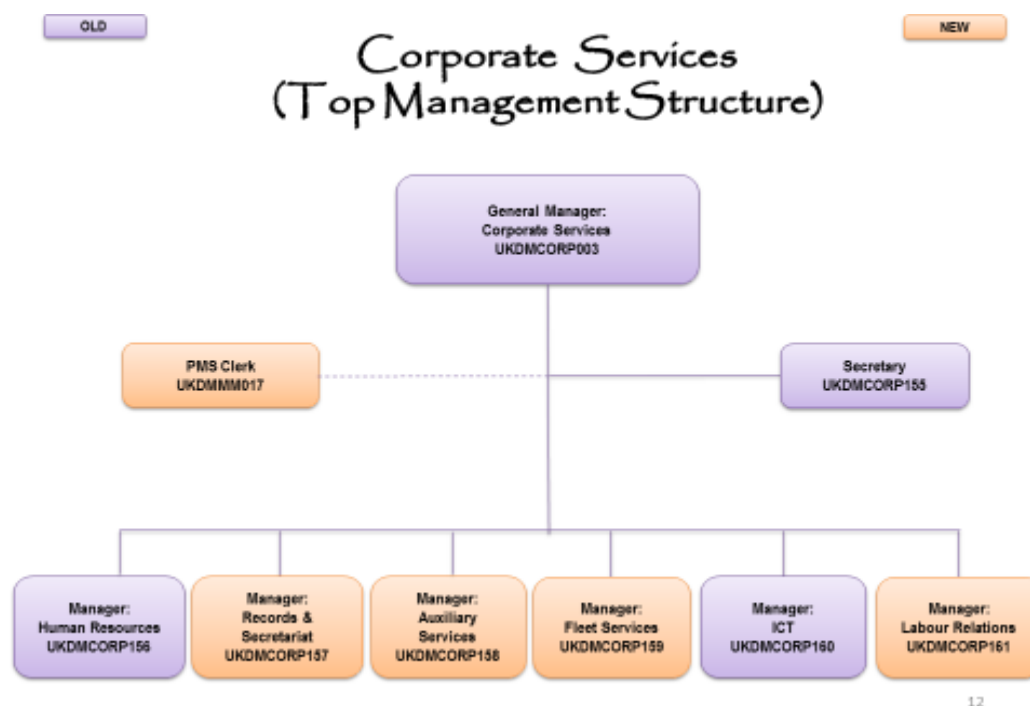 OLD
NEW
Corporate Services
(Top Management Structure)
General Manager:
Corporate Services
UKDMCORP003
PMS Clerk
UKDMMM017
Secretary
UKDMCORP155
Manager:
Human Resources
UKDMCORP156
Manager:
Records &
Secretariat
UKDMCORP157
Manager:
Auxiliary
Services
UKDMCORP158
Manager:
Fleet Services
UKDMCORP159
Manager:
ICT
UKDMCORP160
Manager:
Labour Relations
UKDMCORP161
12